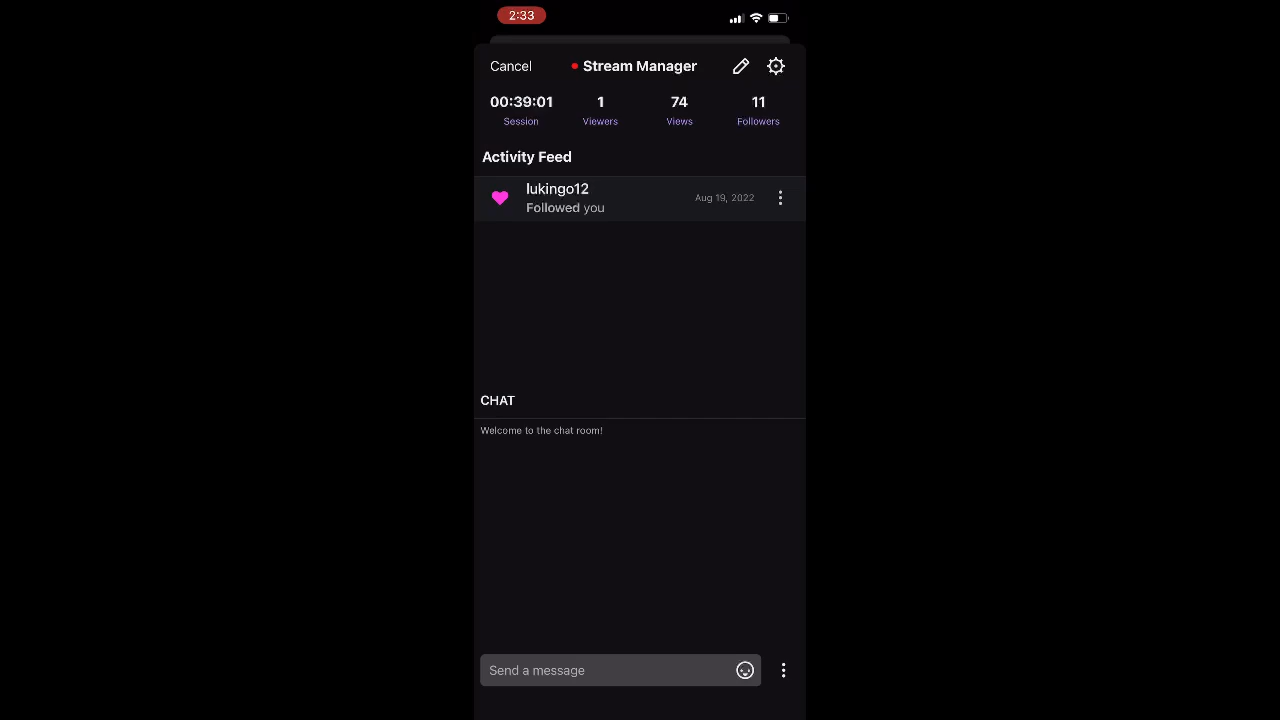 2:33
Cancel
Stream Manager
00:39:01
1
74
11
Session
Viewers
Views
Followers
Activity Feed
lukingo12
Aug 19, 2022
Followed you
CHAT
Welcome to the chat room!
Send a message